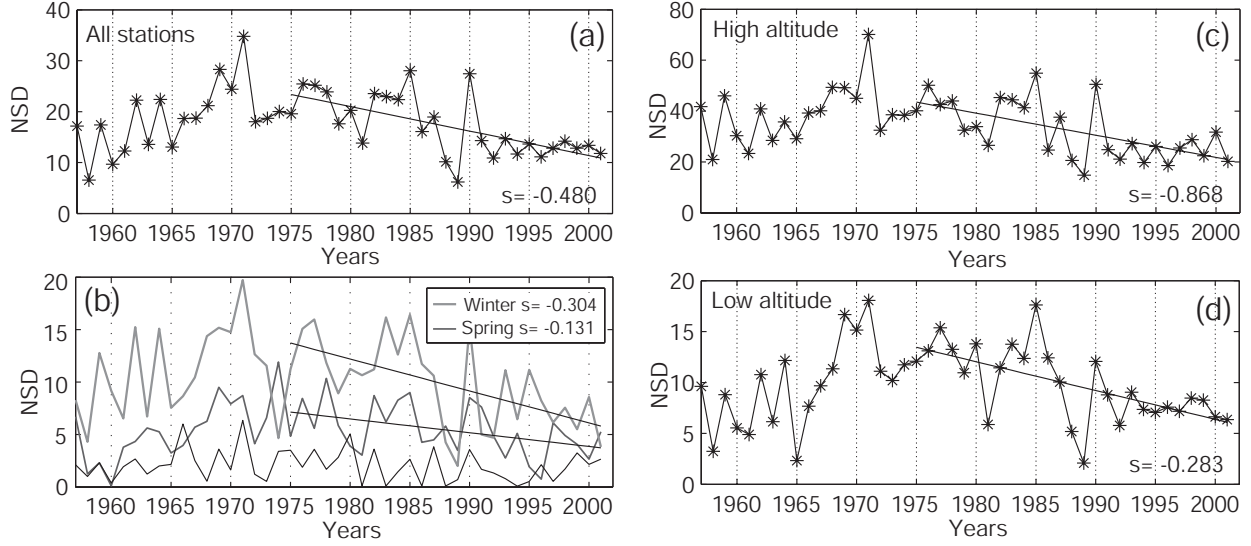 50
40
30
20
10
0
NSD
All stations
(a)
s= -0.480
1960 1965 1970 1975 1980 1985 1990 1995 2000
Years
20
15
10
5
0
NSD
(b)
Winter s= -0.304
Spring s= -0.131
1960 1965 1970 1975 1980 1985 1990 1995 2000
Years
80
60
40
20
0
NSD
High altitude
(c)
s= -0.868
1960 1965 1970 1975 1980 1985 1990 1995 2000
Years
20
15
10
5
0
NSD
Low altitude
(d)
s= -0.283
1960 1965 1970 1975 1980 1985 1990 1995 2000
Years